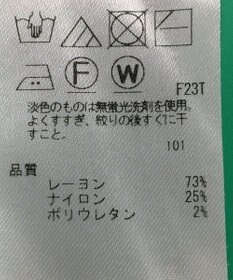 F
W
F23T
淡色のものは無蛍光洗剤を使用。
よくすすぎ、絞りの後すぐに干
すこと。
101
品質
レーヨン 73%
ナイロン 25%
ポリウレタン 2%